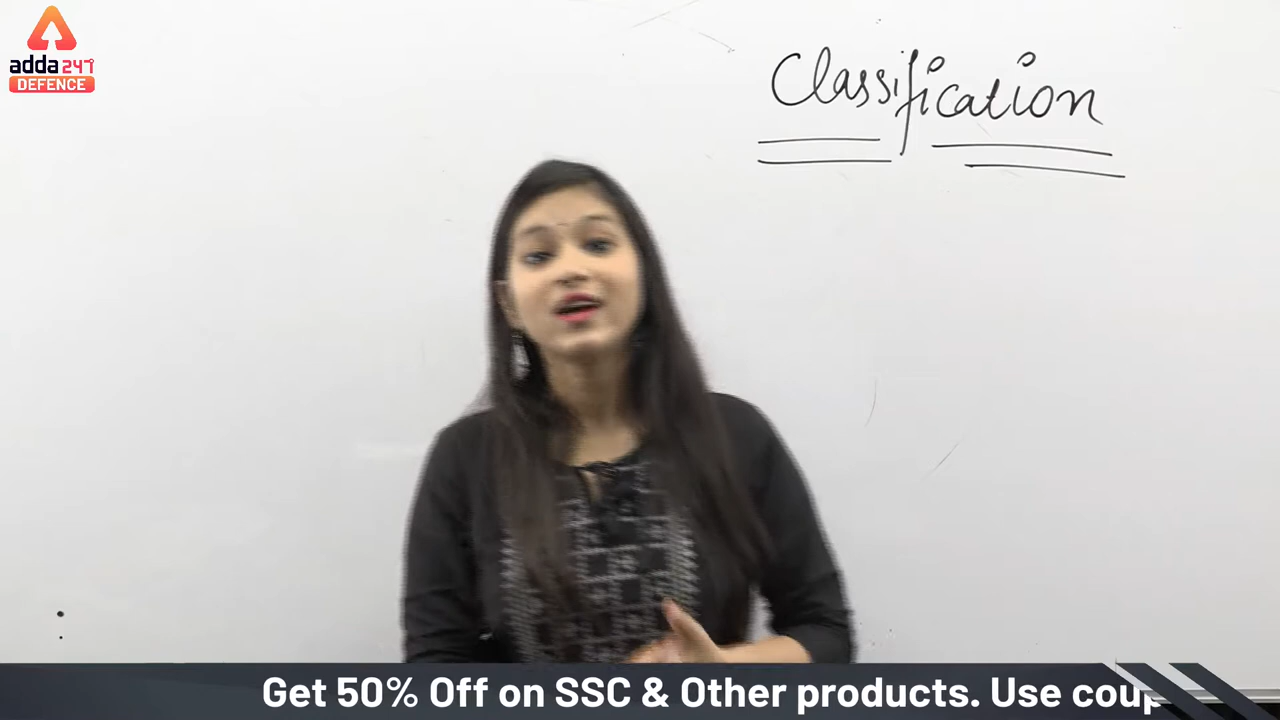 adda247
DEFENCE
Classification
Get 50% Off on SSC & Other products. Use coup